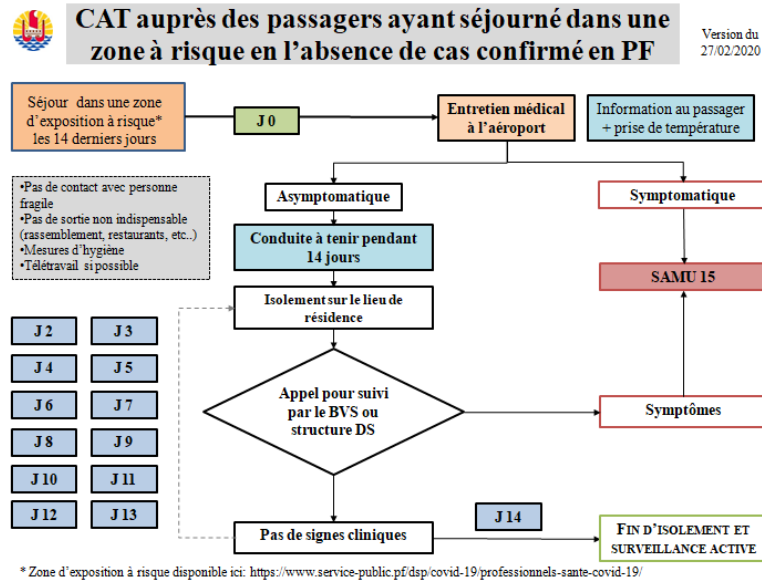 CAT auprès des passagers ayant séjourné dans une
zone à risque en l'absence de cas confirmé en PF
Version du
27/02/2020
Séjour dans une zone
d'exposition à risque*
les 14 derniers jours
J 0
Entretien médical
à l'aéroport
Information au passager
+ prise de température
•Pas de contact avec personne
fragile
•Pas de sortie non indispensable
(rassemblement, restaurants, etc..)
•Mesures d'hygiène
•Télétravail si possible
Asymptomatique
Symptomatique
Conduite à tenir pendant
14 jours
SAMU 15
Isolement sur le lieu de
résidence
J 2
J 3
J 4
J 5
J 6
J 7
J 8
J 9
J 10
J 11
J 12
J 13
Appel pour suivi
par le BVS ou
structure DS
Symptômes
Pas de signes cliniques
J 14
FIN D'ISOLEMENT ET
SURVEILLANCE ACTIVE
* Zone d'exposition à risque disponible ici: https://www.service-public.pf/dsp/covid-19/professionnels-sante-covid-19/